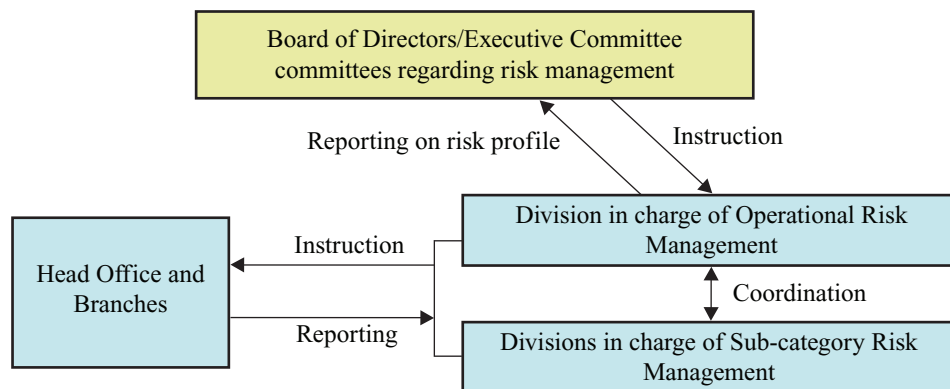 Board of Directors/Executive Committee
committees regarding risk management
Reporting on risk profile
Instruction
Division in charge of Operational Risk
Management
Instruction
Head Office and
Branches
Coordination
Reporting
Divisions in charge of Sub-category Risk
Management